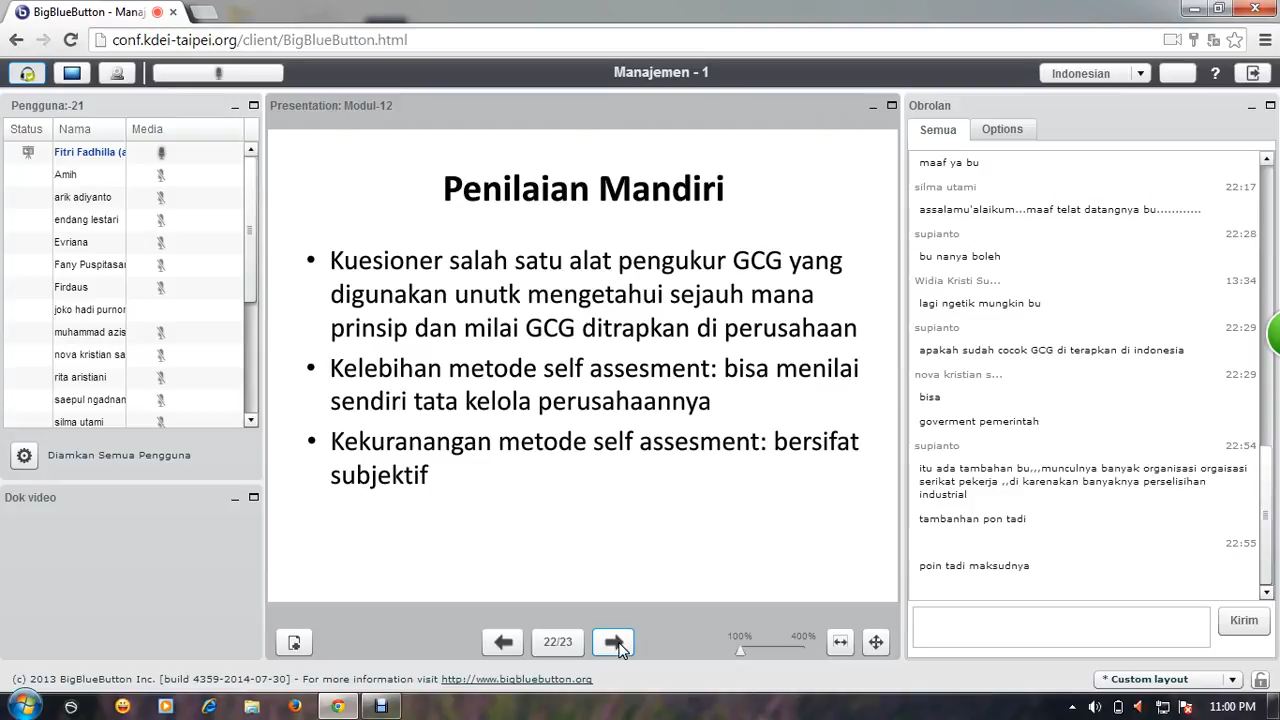 BigBlueButton - Manaj
conf.kdei-taipei.org/client/BigBlueButton.html
Manajemen - 1
Indonesian
?
Pengguna:-21
Status Nama Media
Fitri Fadhilla (a
Amih
arik adiyanto
endang lestari
Evriana
Fany Puspitasar
Firdaus
joko hadi purnor
muhammad azis
nova kristian sa
rita aristiani
saepul ngadnan
silma utami
Diamkan Semua Pengguna
Dok video
Presentation: Modul-12
Penilaian Mandiri
• Kuesioner salah satu alat pengukur GCG yang
digunakan unutk mengetahui sejauh mana
prinsip dan milai GCG ditrapkan di perusahaan
• Kelebihan metode self assesment: bisa menilai
sendiri tata kelola perusahaannya
• Kekuranangan metode self assesment: bersifat
subjektif
22/23
100% 400%
Obrolan
Semua Options
maaf ya bu
silma utami 22:17
assalamu'alaikum...maaf telat datangnya bu............
supianto 22:28
bu nanya boleh
Widia Kristi Su... 13:34
lagi ngetik mungkin bu
supianto 22:29
apakah sudah cocok GCG di terapkan di indonesia
nova kristian s... 22:29
bisa
goverment pemerintah
supianto 22:54
itu ada tambahan bu,,,munculnya banyak organisasi orgaisasi
serikat pekerja ,,di karenakan banyaknya perselisihan
industrial
tambanhan pon tadi
22:55
poin tadi maksudnya
Kirim
(c) 2013 BigBlueButton Inc. [build 4359-2014-07-30] - For more information visit http://www.bigbluebutton.org
* Custom layout
11:00 PM